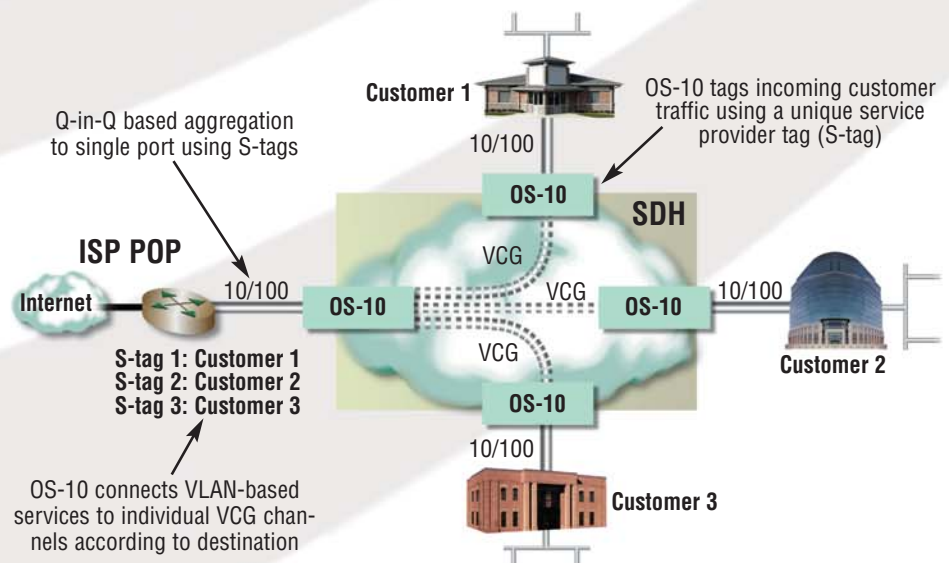 Customer 1
OS-10 tags incoming customer
traffic using a unique service
provider tag (S-tag)
Q-in-Q based aggregation
to single port using S-tags
10/100
OS-10
SDH
ISP POP
VCG
Internet
10/100
OS-10
VCG
OS-10
10/100
VCG
Customer 2
S-tag 1: Customer 1
S-tag 2: Customer 2
S-tag 3: Customer 3
OS-10
10/100
OS-10 connects VLAN-based
services to individual VCG chan-
nels according to destination
Customer 3